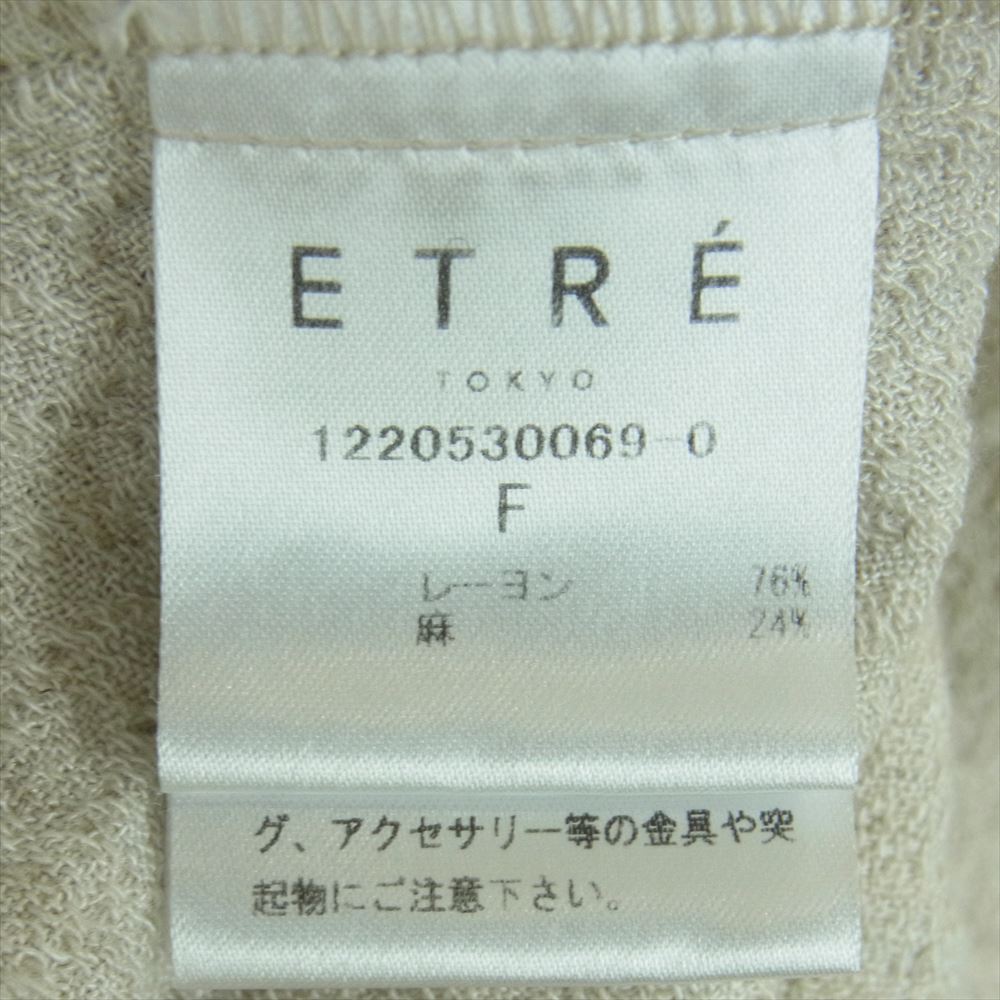 ETRÉ
TOKYO
1220530069-0
F
レーヨン 76%
麻 24%
グ、アクセサリー等の金具や突
起物にご注意下さい。